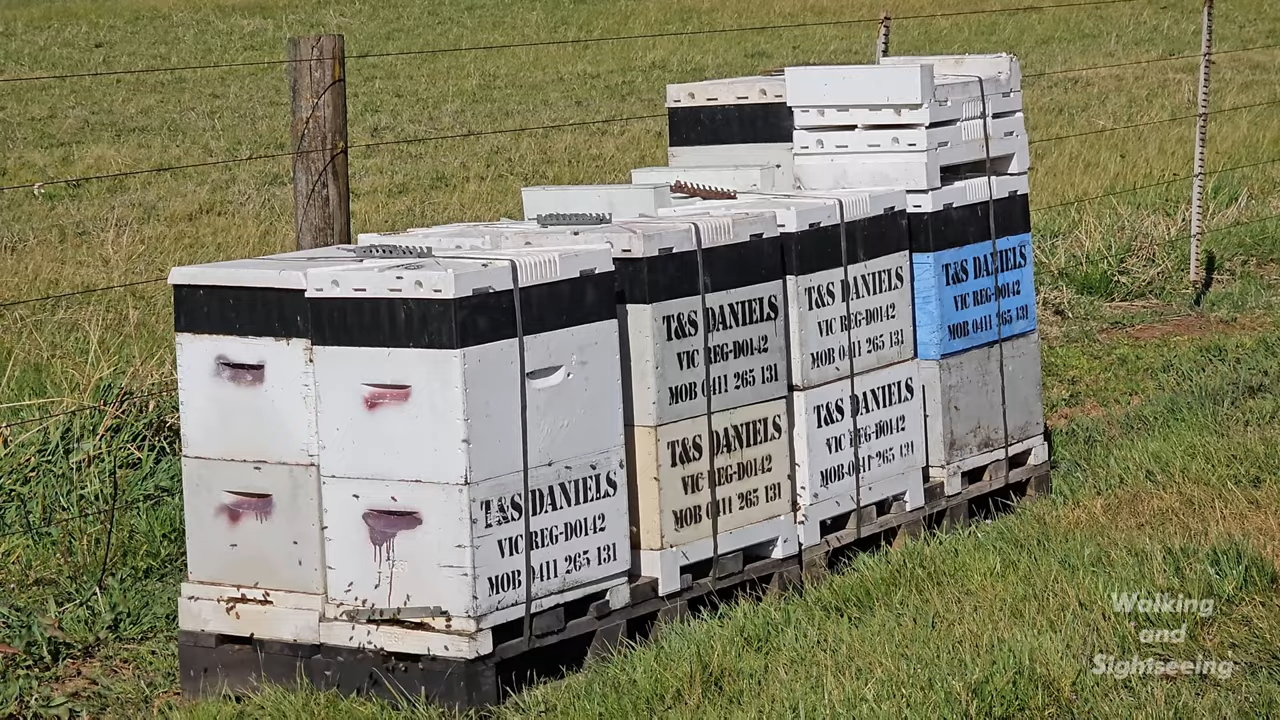 T&S DANIELS
VIC REG-D0142
MOB 0411 265 131
T&S DANIELS
VIC REG-D0142
MOB 0411 265 131
T&S DANIELS
VIC REG-D0142
MOB 0411 265 131
T&S DANIELS
VIC REG-D0142
MOB 0411 265 131
T&S DANIELS
VIC REG-D0142
MOB 0411 265 131
T&S DANIELS
VIC REG-D0142
MOB 0411 265 131
Walking
and
Sightseeing